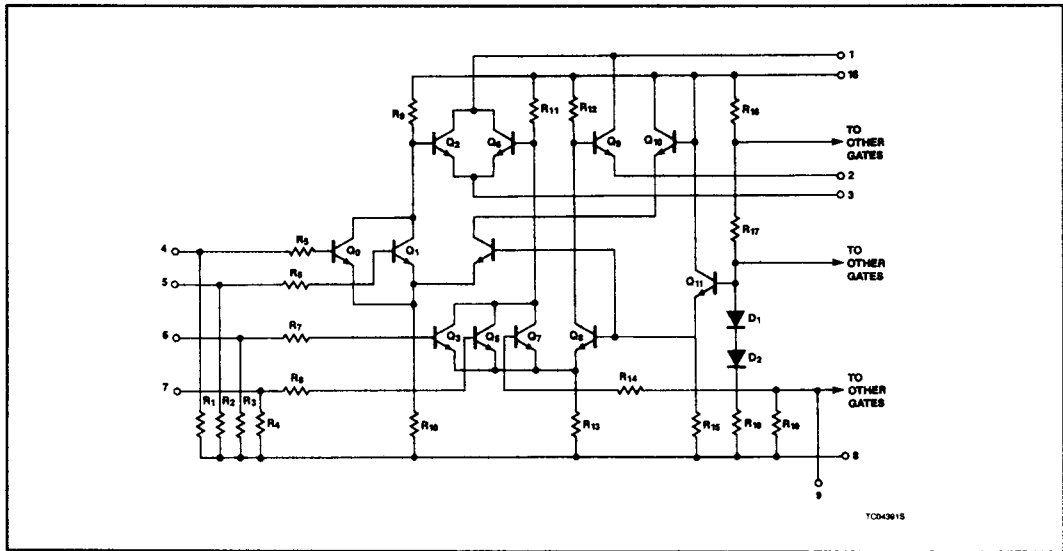 1
16
R9
R11
R12
R16
Q2
Q6
Q9
Q10
TO
OTHER
GATES
2
3
R17
4
R5
Q0
Q1
5
R6
Q11
TO
OTHER
GATES
D1
6
R7
Q3
Q5
Q7
Q8
D2
7
R8
R14
TO
OTHER
GATES
R1
R2
R3
R4
R10
R13
R15
R18
R19
8
9
TC04391S